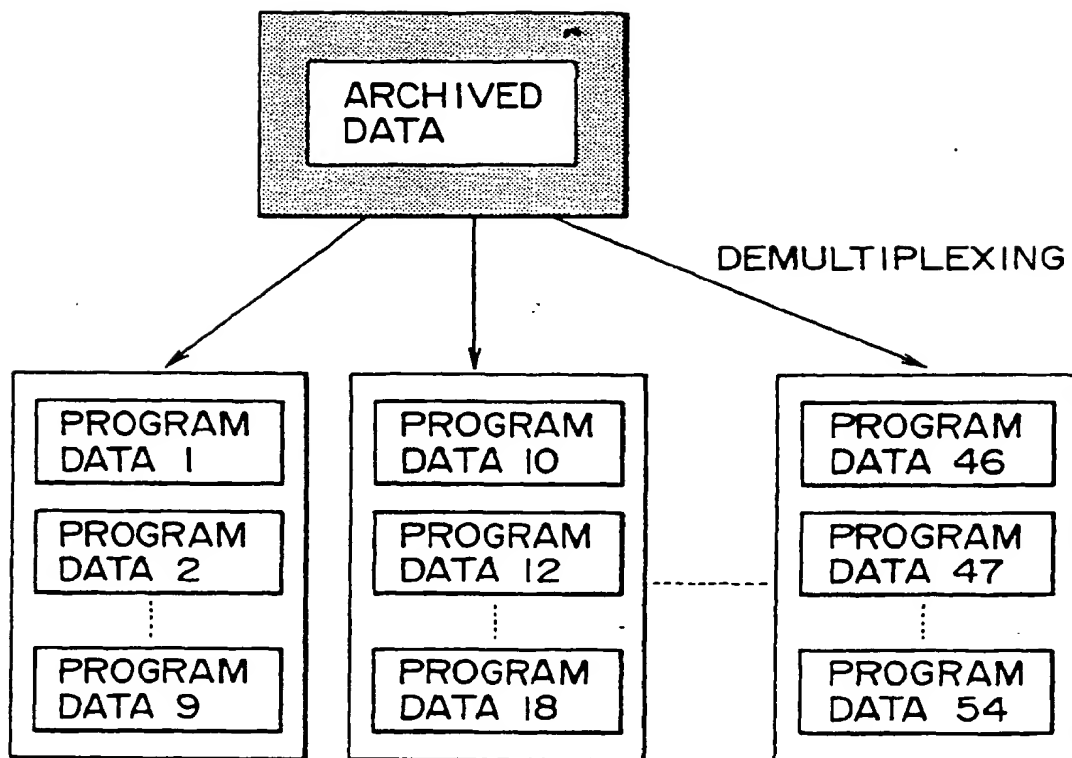 ARCHIVED
DATA
DEMULTIPLEXING
PROGRAM
DATA 1
PROGRAM
DATA 2
PROGRAM
DATA 9
PROGRAM
DATA 10
PROGRAM
DATA 12
PROGRAM
DATA 18
PROGRAM
DATA 46
PROGRAM
DATA 47
PROGRAM
DATA 54